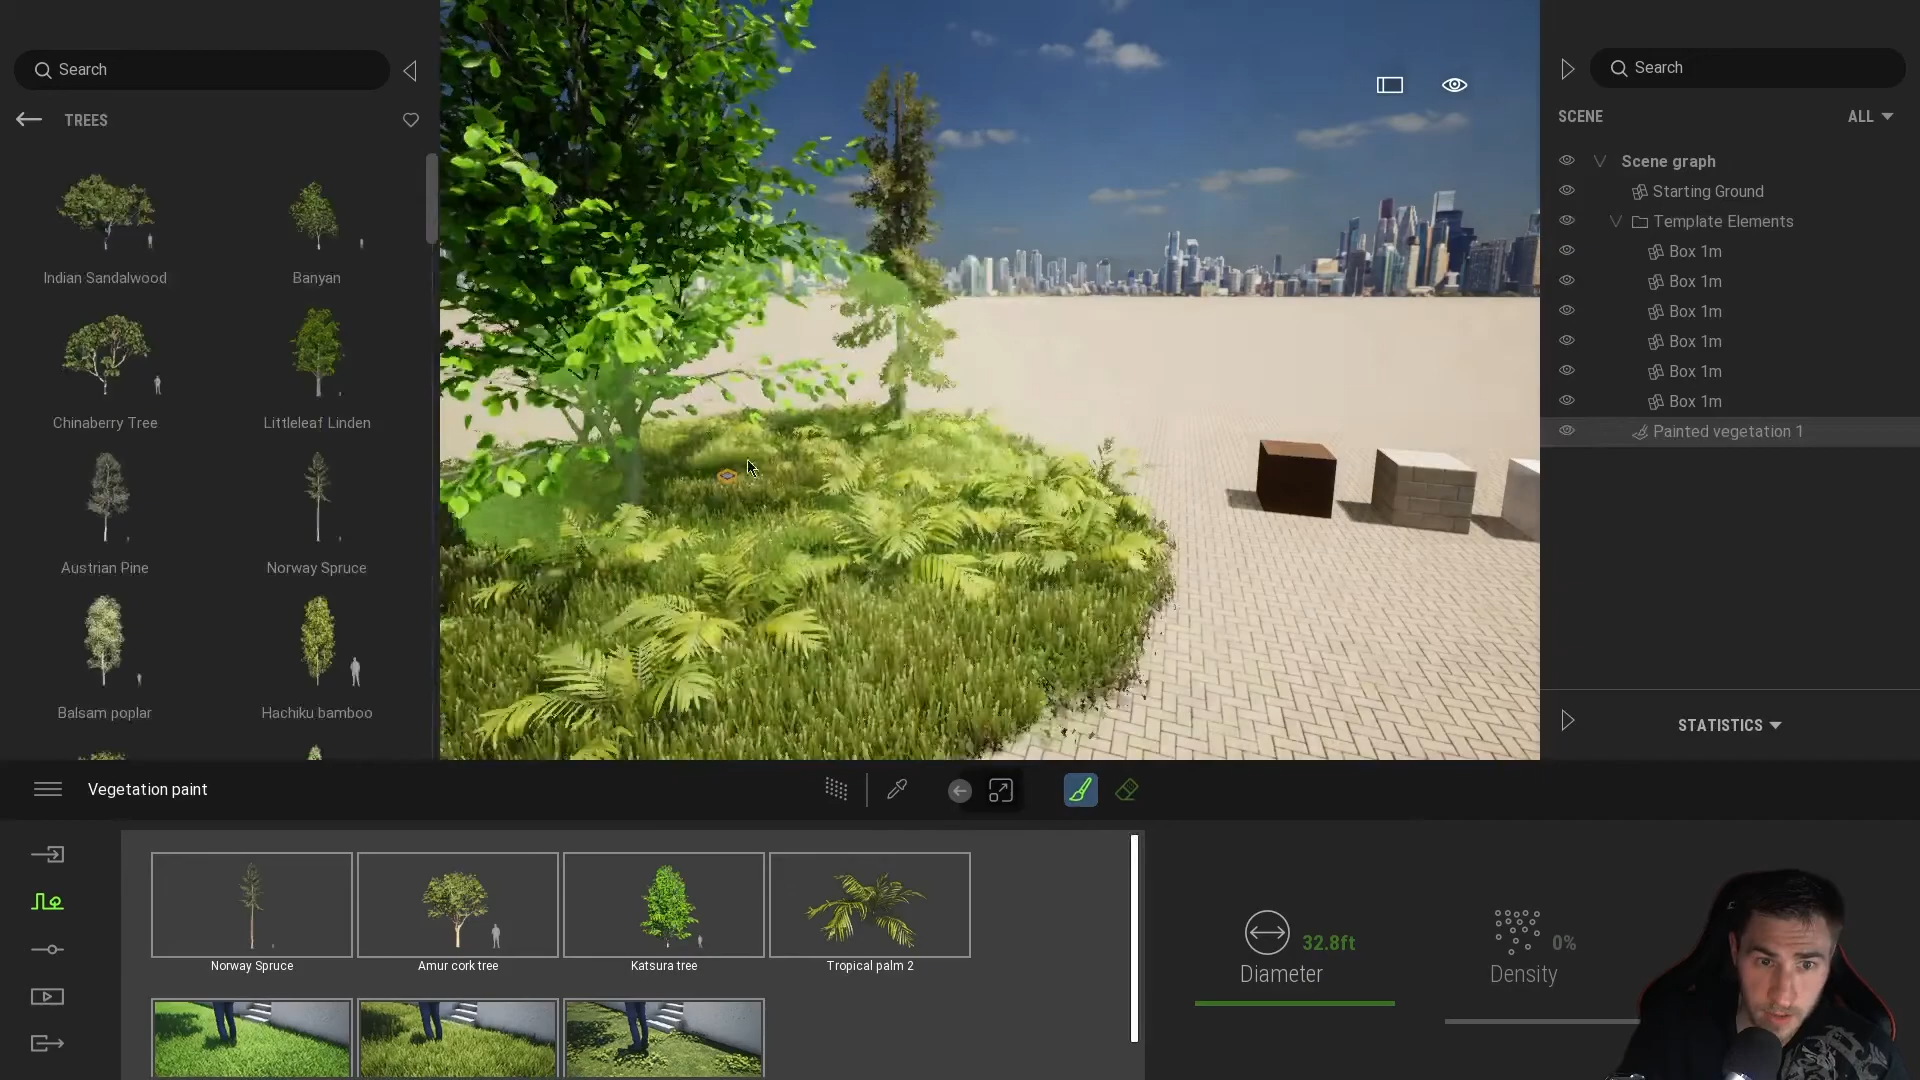 Search
TREES
Indian Sandalwood
Banyan
Chinaberry Tree
Littleleaf Linden
Austrian Pine
Norway Spruce
Balsam poplar
Hachiku bamboo
Search
SCENE
ALL
Scene graph
Starting Ground
Template Elements
Box 1m
Box 1m
Box 1m
Box 1m
Box 1m
Box 1m
Painted vegetation 1
STATISTICS
Vegetation paint
Norway Spruce
Amur cork tree
Katsura tree
Tropical palm 2
32.8ft
Diameter
0%
Density